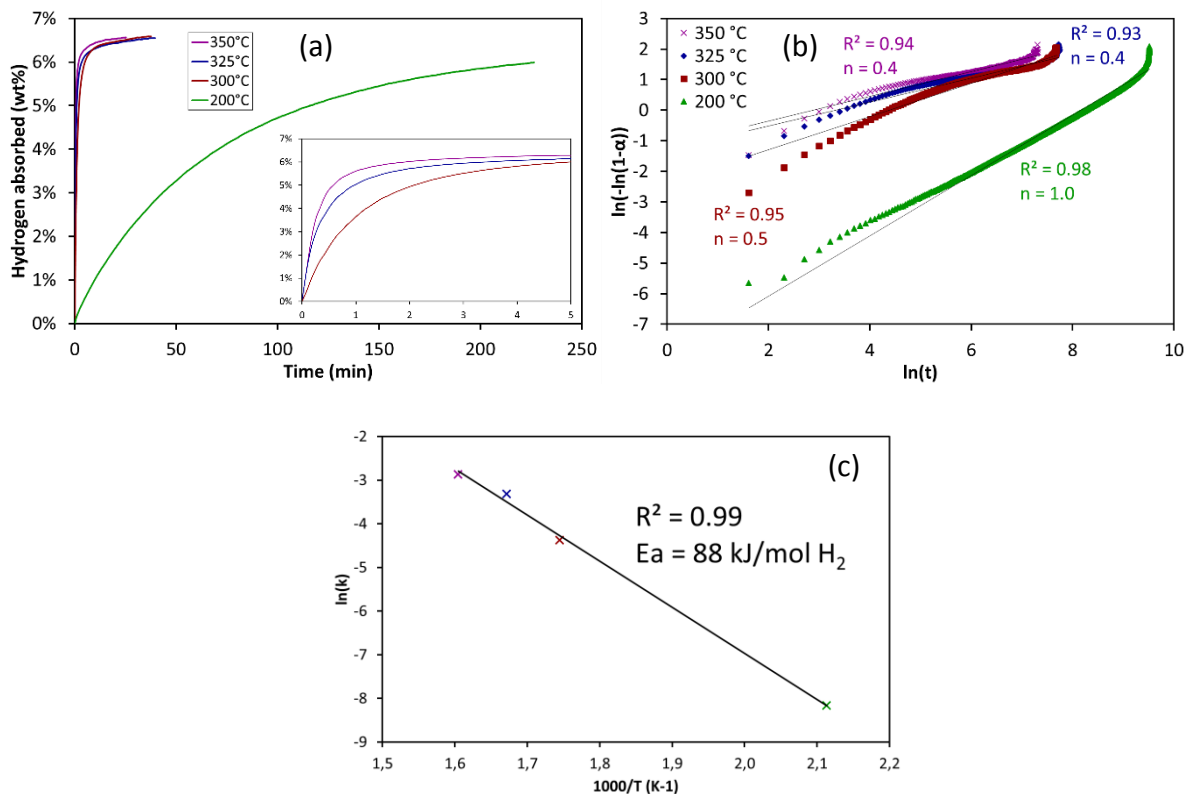 (a)
Hydrogen absorbed (wt%)
7%
6%
5%
4%
3%
2%
1%
0%
350°C
325 °C
300 °C
200°C
7%
6%
5%
4%
3%
2%
1%
0%
0 1 2 3 4 5
0 50 100 150 200 250
Time (min)
(b)
ln(-ln(1-α))
3
2
1
0
-1
-2
-3
-4
-5
-6
-7
350 °C
325 °C
300 °C
200 °C
R² = 0.94
n = 0.4
R² = 0.93
n = 0.4
R² = 0.98
n = 1.0
R² = 0.95
n = 0.5
0 2 4 6 8 10
ln(t)
(c)
ln(k)
-2
-3
-4
-5
-6
-7
-8
-9
R² = 0.99
Ea = 88 kJ/mol H₂
1,5 1,6 1,7 1,8 1,9 2,0 2,1 2,2
1000/T (K-1)